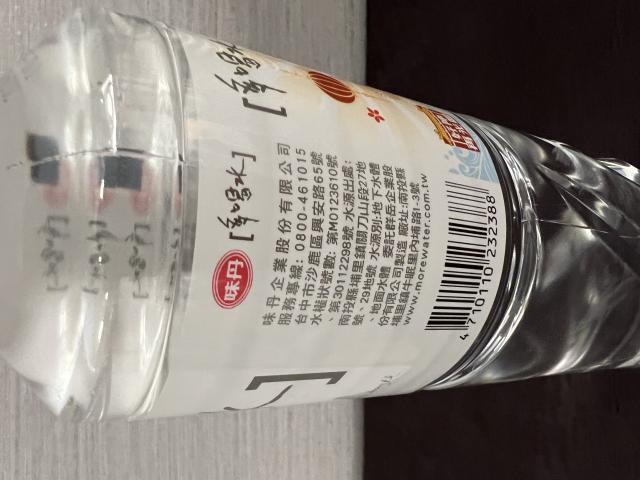 味丹
[多喝水]
[多喝水]
味丹企業股份有限公司
服務專線: 0800-461015
台中市沙鹿區興安路65號
水權狀號數: 第M0123610號
、第30112298號 水源出處:
南投縣埔里鎮關刀山段27地
號、29地號 水源別:地下水體
、地面水體 委託群岳企業股
份有限公司製造 廠址:南投縣
埔里鎮牛眠里內埔路1-3號
www.morewater.com.tw
4 710110 232388